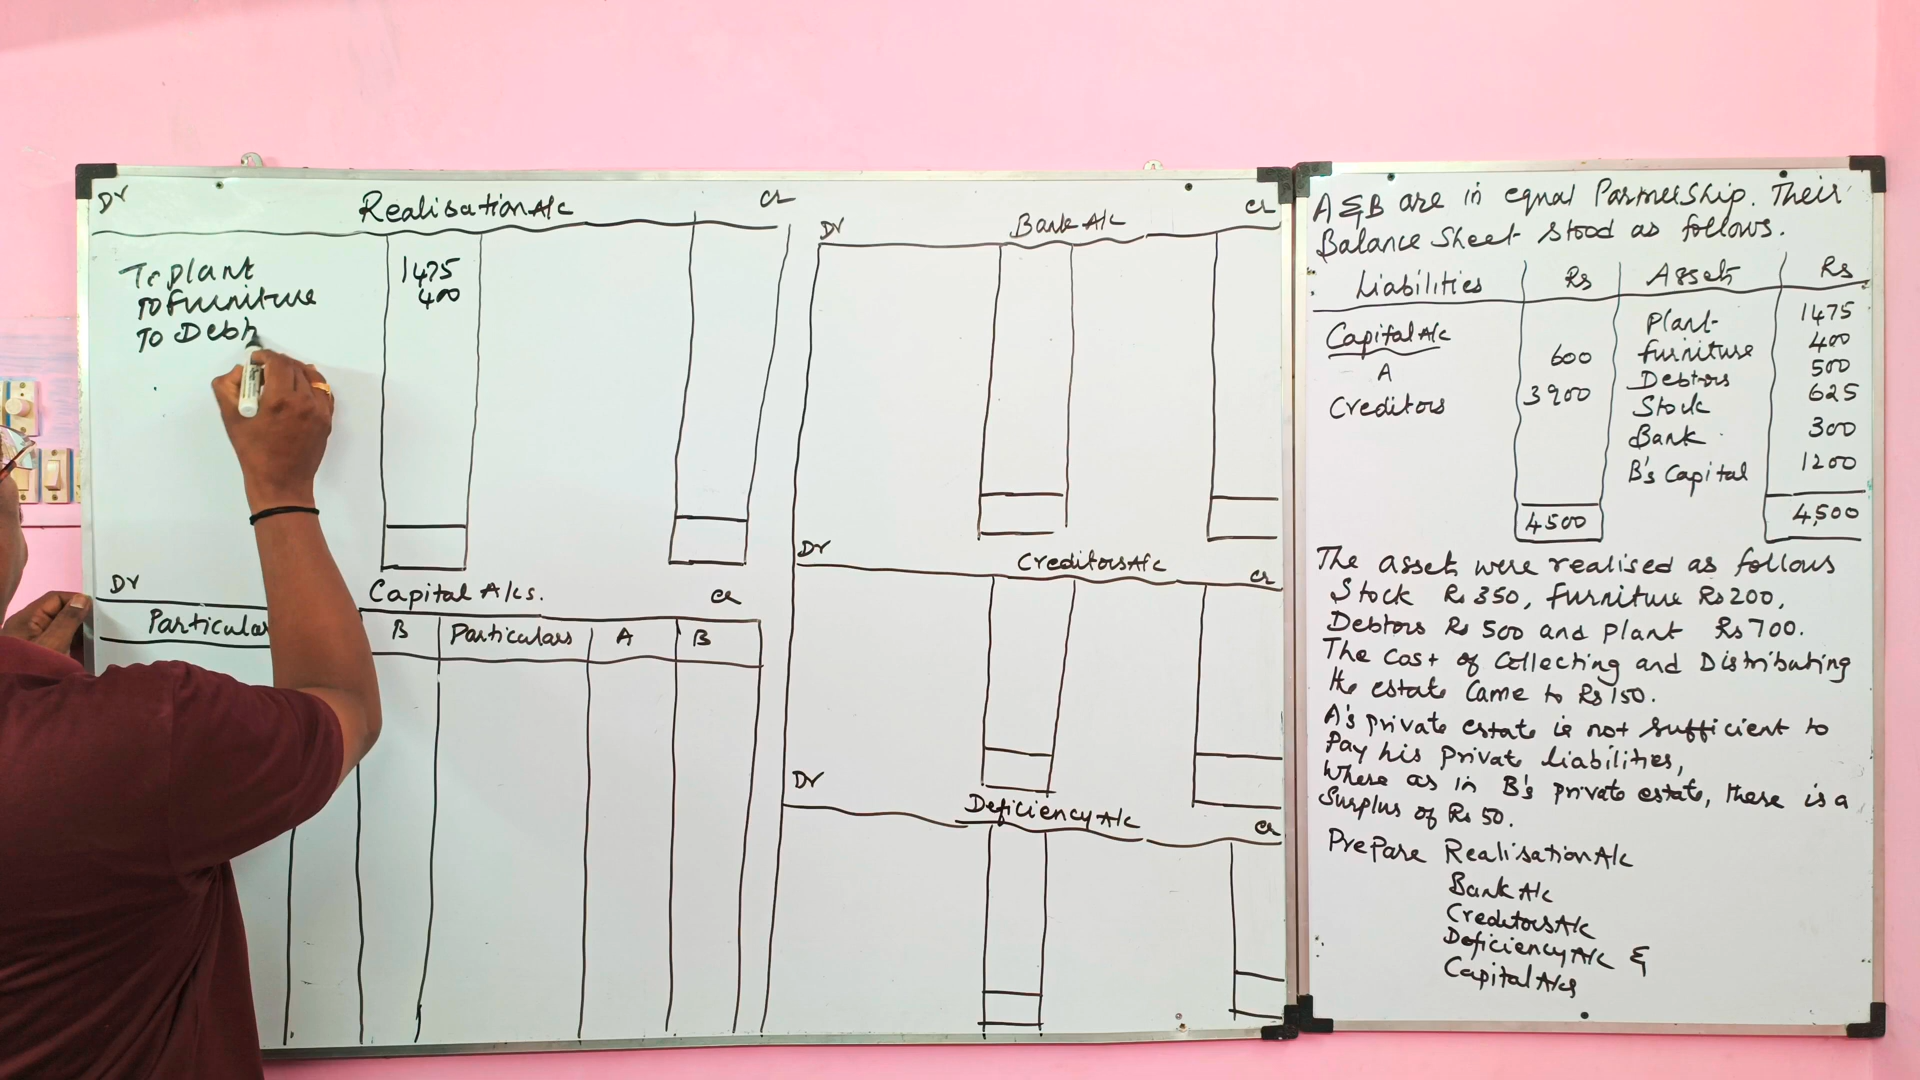 Dr Realisation A/c Cr
To Plant 1475
To Furniture 400
To Debt
Dr Capital A/cs. Cr
Particular B Particulars A B
Dr Bank A/c Cr
Dr Creditors A/c Cr
Dr Deficiency A/c Cr
A & B are in equal Partnership. Their
Balance Sheet stood as follows.
Liabilities Rs Assets Rs
Capital A/c Plant 1475
A 600 furniture 400
Creditors 3900 Debtors 500
Stock 625
Bank 300
B's Capital 1200
4500 4,500
The assets were realised as follows
Stock Rs 350, furniture Rs 200,
Debtors Rs 500 and Plant Rs 700.
The Cost of Collecting and Distributing
the estate Came to Rs 150.
A's private estate is not sufficient to
Pay his Private liabilities,
Where as in B's private estate, there is a
Surplus of Rs 50.
Prepare Realisation A/c
Bank A/c
Creditors A/c
Deficiency A/c &
Capital A/cs